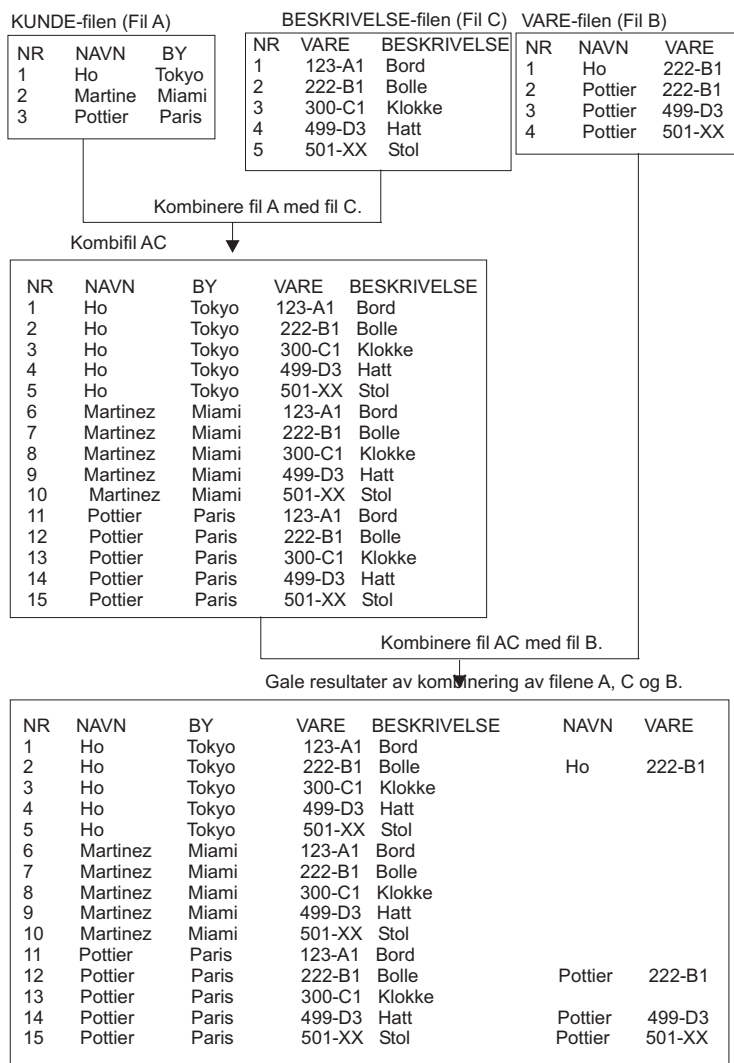 KUNDE-filen (Fil A)
NR NAVN BY
1 Ho Tokyo
2 Martine Miami
3 Pottier Paris
BESKRIVELSE-filen (Fil C)
NR VARE BESKRIVELSE
1 123-A1 Bord
2 222-B1 Bolle
3 300-C1 Klokke
4 499-D3 Hatt
5 501-XX Stol
VARE-filen (Fil B)
NR NAVN VARE
1 Ho 222-B1
2 Pottier 222-B1
3 Pottier 499-D3
4 Pottier 501-XX
Kombinere fil A med fil C.
Kombifil AC
NR NAVN BY VARE BESKRIVELSE
1 Ho Tokyo 123-A1 Bord
2 Ho Tokyo 222-B1 Bolle
3 Ho Tokyo 300-C1 Klokke
4 Ho Tokyo 499-D3 Hatt
5 Ho Tokyo 501-XX Stol
6 Martinez Miami 123-A1 Bord
7 Martinez Miami 222-B1 Bolle
8 Martinez Miami 300-C1 Klokke
9 Martinez Miami 499-D3 Hatt
10 Martinez Miami 501-XX Stol
11 Pottier Paris 123-A1 Bord
12 Pottier Paris 222-B1 Bolle
13 Pottier Paris 300-C1 Klokke
14 Pottier Paris 499-D3 Hatt
15 Pottier Paris 501-XX Stol
Kombinere fil AC med fil B.
Gale resultater av kombinering av filene A, C og B.
NR NAVN BY VARE BESKRIVELSE NAVN VARE
1 Ho Tokyo 123-A1 Bord
2 Ho Tokyo 222-B1 Bolle Ho 222-B1
3 Ho Tokyo 300-C1 Klokke
4 Ho Tokyo 499-D3 Hatt
5 Ho Tokyo 501-XX Stol
6 Martinez Miami 123-A1 Bord
7 Martinez Miami 222-B1 Bolle
8 Martinez Miami 300-C1 Klokke
9 Martinez Miami 499-D3 Hatt
10 Martinez Miami 501-XX Stol
11 Pottier Paris 123-A1 Bord
12 Pottier Paris 222-B1 Bolle Pottier 222-B1
13 Pottier Paris 300-C1 Klokke
14 Pottier Paris 499-D3 Hatt Pottier 499-D3
15 Pottier Paris 501-XX Stol Pottier 501-XX